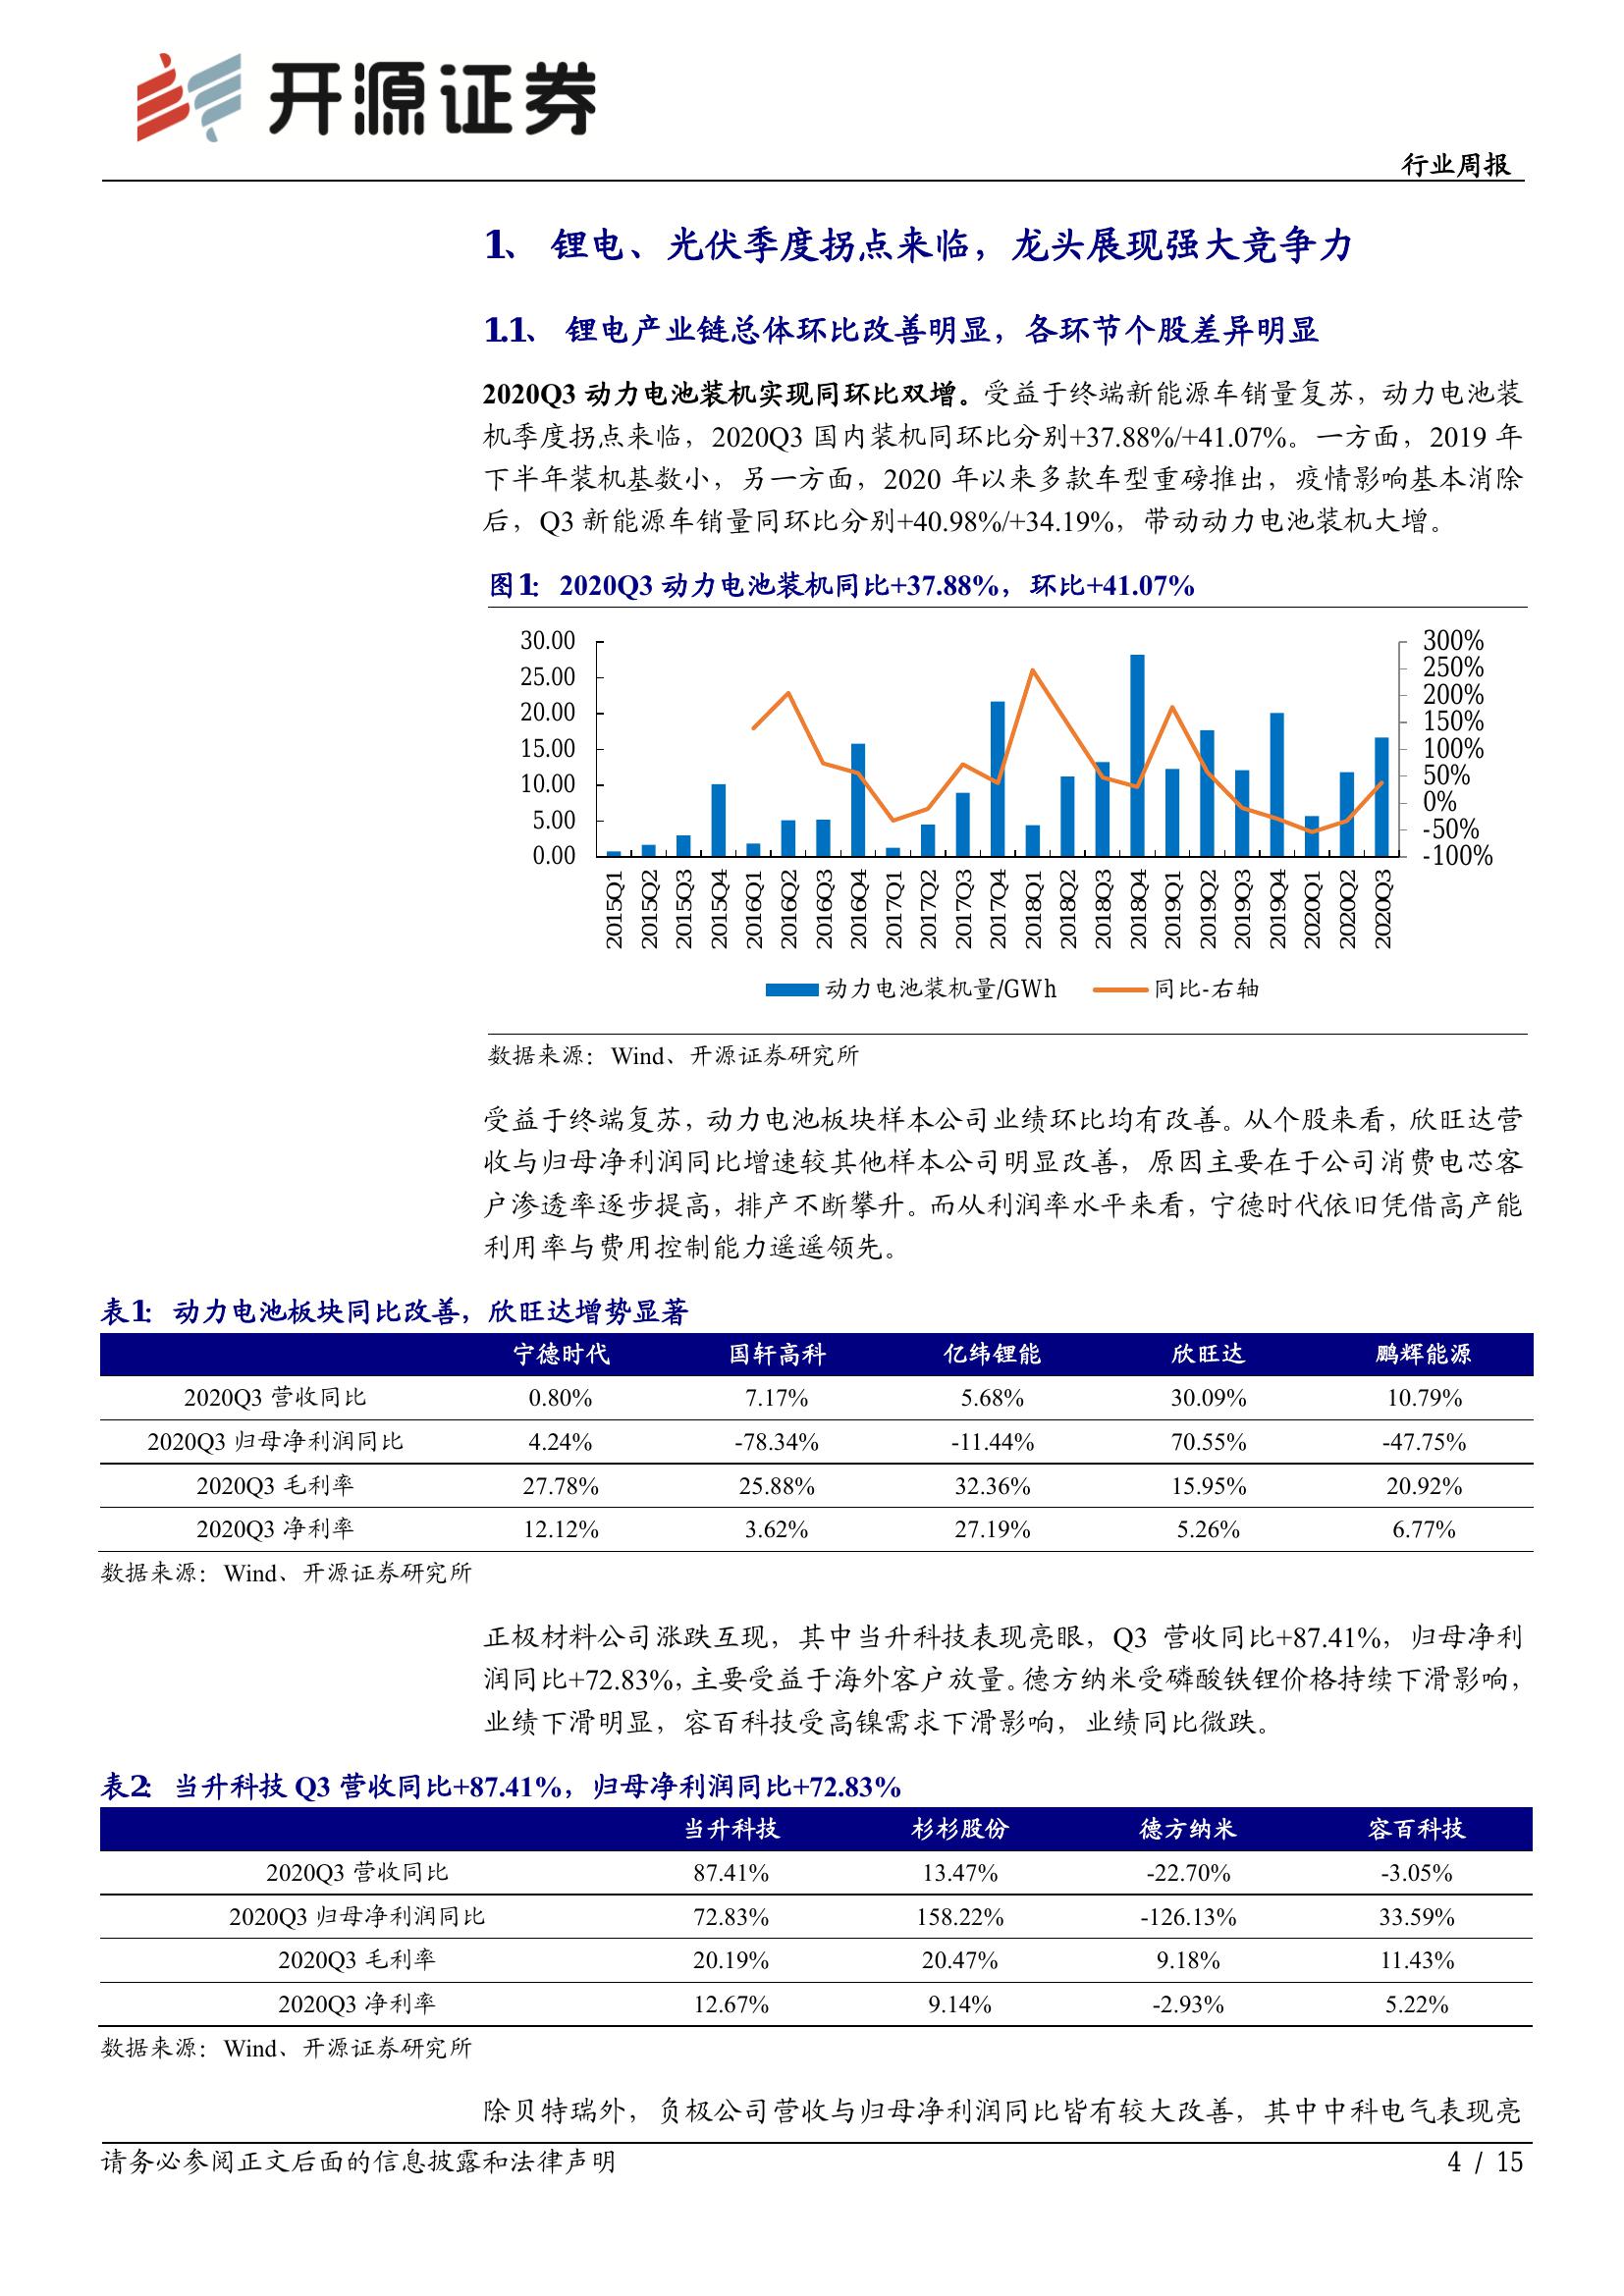 开源证券
行业周报
1、 锂电、光伏季度拐点来临，龙头展现强大竞争力
1.1、 锂电产业链总体环比改善明显，各环节个股差异明显
2020Q3 动力电池装机实现同环比双增。受益于终端新能源车销量复苏，动力电池装
机季度拐点来临，2020Q3 国内装机同环比分别+37.88%/+41.07%。一方面，2019 年
下半年装机基数小，另一方面，2020 年以来多款车型重磅推出，疫情影响基本消除
后，Q3 新能源车销量同环比分别+40.98%/+34.19%，带动动力电池装机大增。
图1： 2020Q3 动力电池装机同比+37.88%，环比+41.07%
30.00
25.00
20.00
15.00
10.00
5.00
0.00
300%
250%
200%
150%
100%
50%
0%
-50%
-100%
2015Q1 2015Q2 2015Q3 2015Q4 2016Q1 2016Q2 2016Q3 2016Q4 2017Q1 2017Q2 2017Q3 2017Q4 2018Q1 2018Q2 2018Q3 2018Q4 2019Q1 2019Q2 2019Q3 2019Q4 2020Q1 2020Q2 2020Q3
动力电池装机量/GWh 同比-右轴
数据来源：Wind、开源证券研究所
受益于终端复苏，动力电池板块样本公司业绩环比均有改善。从个股来看，欣旺达营
收与归母净利润同比增速较其他样本公司明显改善，原因主要在于公司消费电芯客
户渗透率逐步提高，排产不断攀升。而从利润率水平来看，宁德时代依旧凭借高产能
利用率与费用控制能力遥遥领先。
表1： 动力电池板块同比改善，欣旺达增势显著
宁德时代 国轩高科 亿纬锂能 欣旺达 鹏辉能源
2020Q3 营收同比 0.80% 7.17% 5.68% 30.09% 10.79%
2020Q3 归母净利润同比 4.24% -78.34% -11.44% 70.55% -47.75%
2020Q3 毛利率 27.78% 25.88% 32.36% 15.95% 20.92%
2020Q3 净利率 12.12% 3.62% 27.19% 5.26% 6.77%
数据来源：Wind、开源证券研究所
正极材料公司涨跌互现，其中当升科技表现亮眼，Q3 营收同比+87.41%，归母净利
润同比+72.83%，主要受益于海外客户放量。德方纳米受磷酸铁锂价格持续下滑影响，
业绩下滑明显，容百科技受高镍需求下滑影响，业绩同比微跌。
表2： 当升科技 Q3 营收同比+87.41%，归母净利润同比+72.83%
当升科技 杉杉股份 德方纳米 容百科技
2020Q3 营收同比 87.41% 13.47% -22.70% -3.05%
2020Q3 归母净利润同比 72.83% 158.22% -126.13% 33.59%
2020Q3 毛利率 20.19% 20.47% 9.18% 11.43%
2020Q3 净利率 12.67% 9.14% -2.93% 5.22%
数据来源：Wind、开源证券研究所
除贝特瑞外，负极公司营收与归母净利润同比皆有较大改善，其中中科电气表现亮
请务必参阅正文后面的信息披露和法律声明 4 / 15